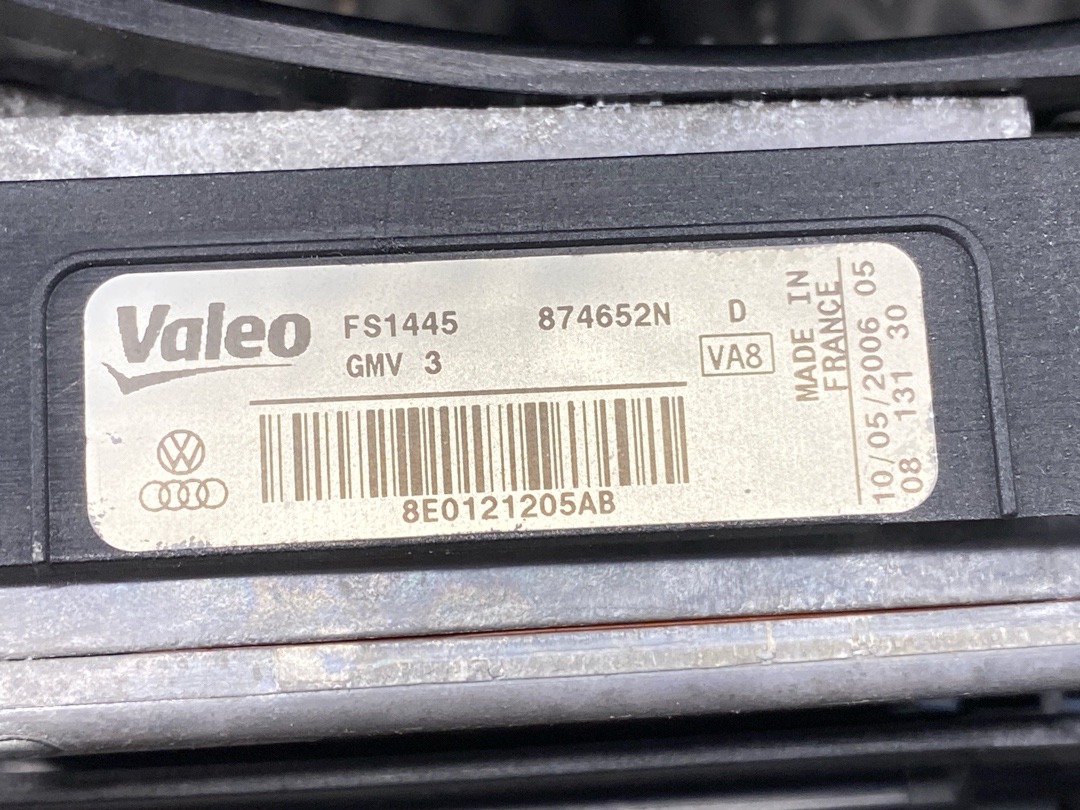 Valeo FS1445 874652N D
GMV 3 VA8
8E0121205AB
MADE IN
FRANCE
10/05/2006 05
08 131 30